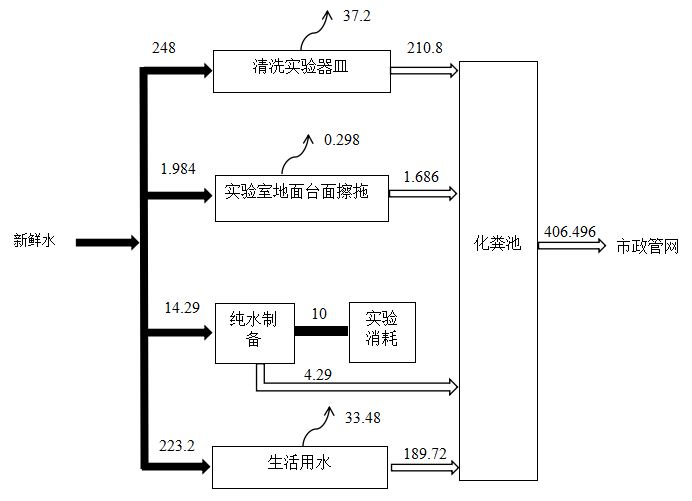 37.2
248
清洗实验器皿
210.8
0.298
1.984
实验室地面台面擦拖
1.686
新鲜水
化粪池
406.496
市政管网
14.29
纯水制
备
10
实验
消耗
4.29
33.48
223.2
生活用水
189.72